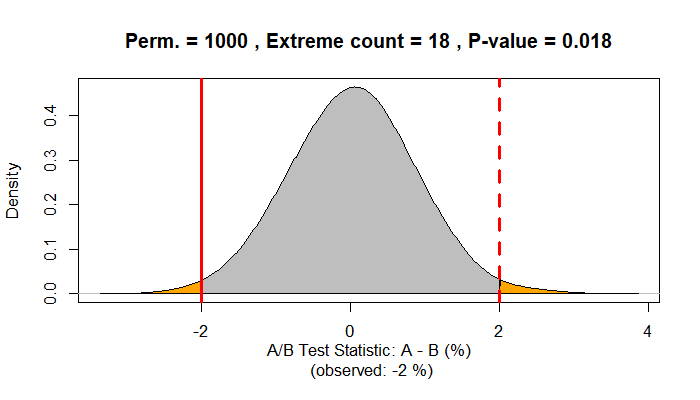 Perm. = 1000 , Extreme count = 18 , P-value = 0.018
Density
0.4
0.3
0.2
0.1
0.0
-2
0
2
4
A/B Test Statistic: A - B (%)
(observed: -2 %)